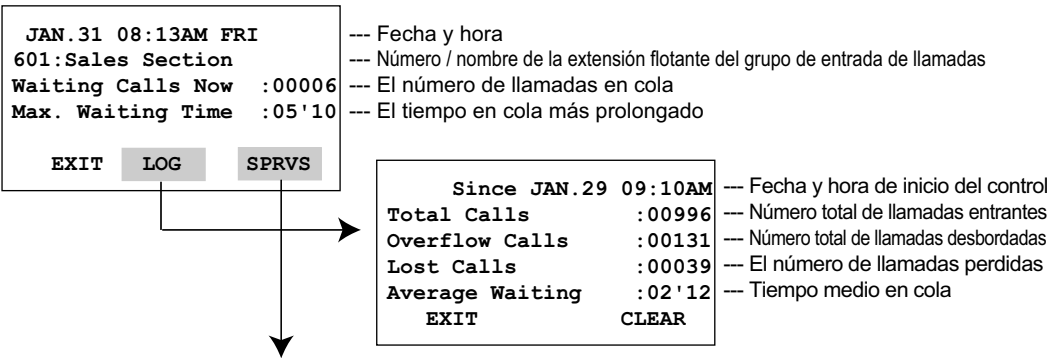 JAN.31 08:13AM FRI --- Fecha y hora
601:Sales Section --- Número / nombre de la extensión flotante del grupo de entrada de llamadas
Waiting Calls Now :00006 --- El número de llamadas en cola
Max. Waiting Time :05'10 --- El tiempo en cola más prolongado
EXIT LOG SPRVS
Since JAN.29 09:10AM --- Fecha y hora de inicio del control
Total Calls :00996 --- Número total de llamadas entrantes
Overflow Calls :00131 --- Número total de llamadas desbordadas
Lost Calls :00039 --- El número de llamadas perdidas
Average Waiting :02'12 --- Tiempo medio en cola
EXIT CLEAR